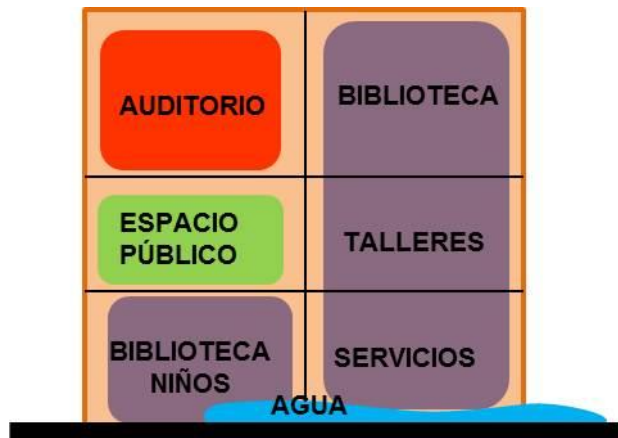 AUDITORIO
BIBLIOTECA
ESPACIO
PÚBLICO
TALLERES
BIBLIOTECA
NIÑOS
SERVICIOS
AGUA